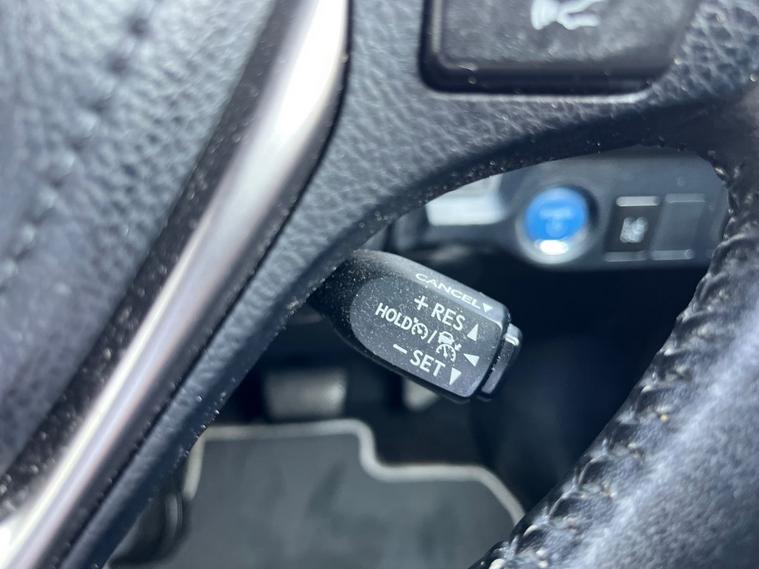 CANCEL▼
+ RES ▲
HOLD / ◀
− SET ▼